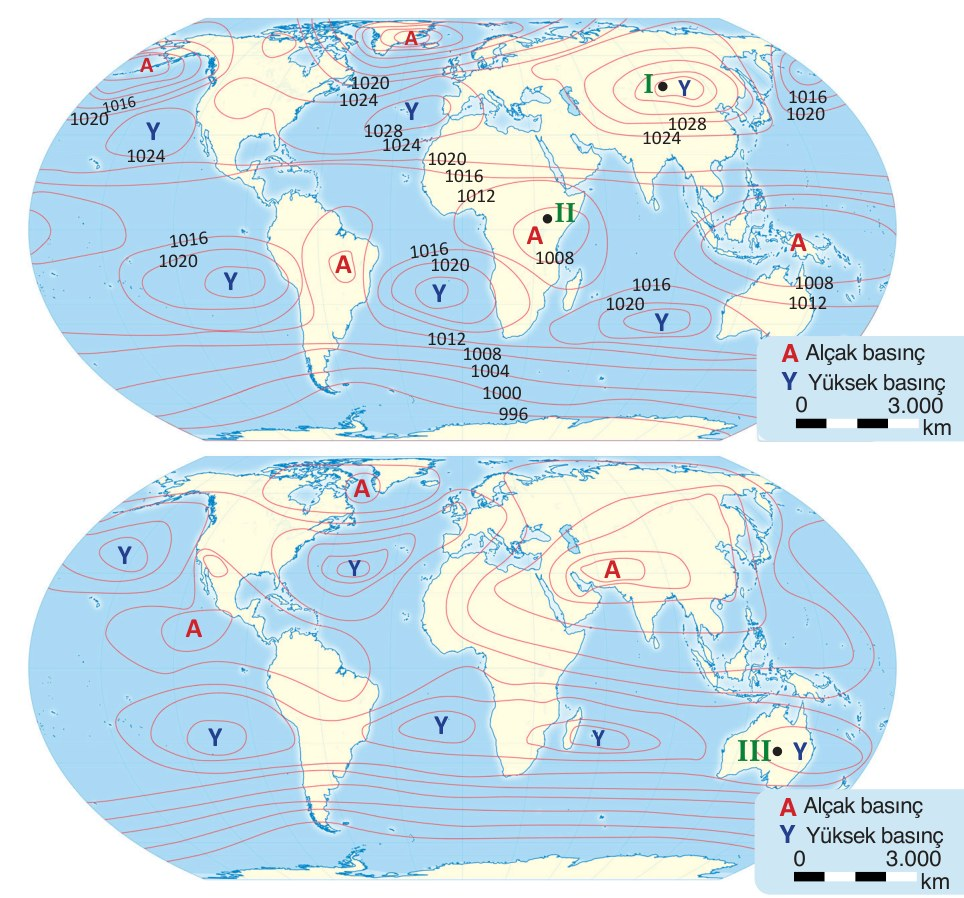 A
A
1020
1024
I
Y
1016
1020
1016
1020
Y
Y
1028
1024
1028
1024
1024
1020
1016
1012
II
A
1008
A
1016
1020
Y
A
1016
1020
Y
1008
1012
1016
1020
Y
1012
1008
1004
1000
996
A Alçak basınç
Y Yüksek basınç
0 3.000
km
A
Y
Y
A
A
Y
Y
Y
III
Y
A Alçak basınç
Y Yüksek basınç
0 3.000
km